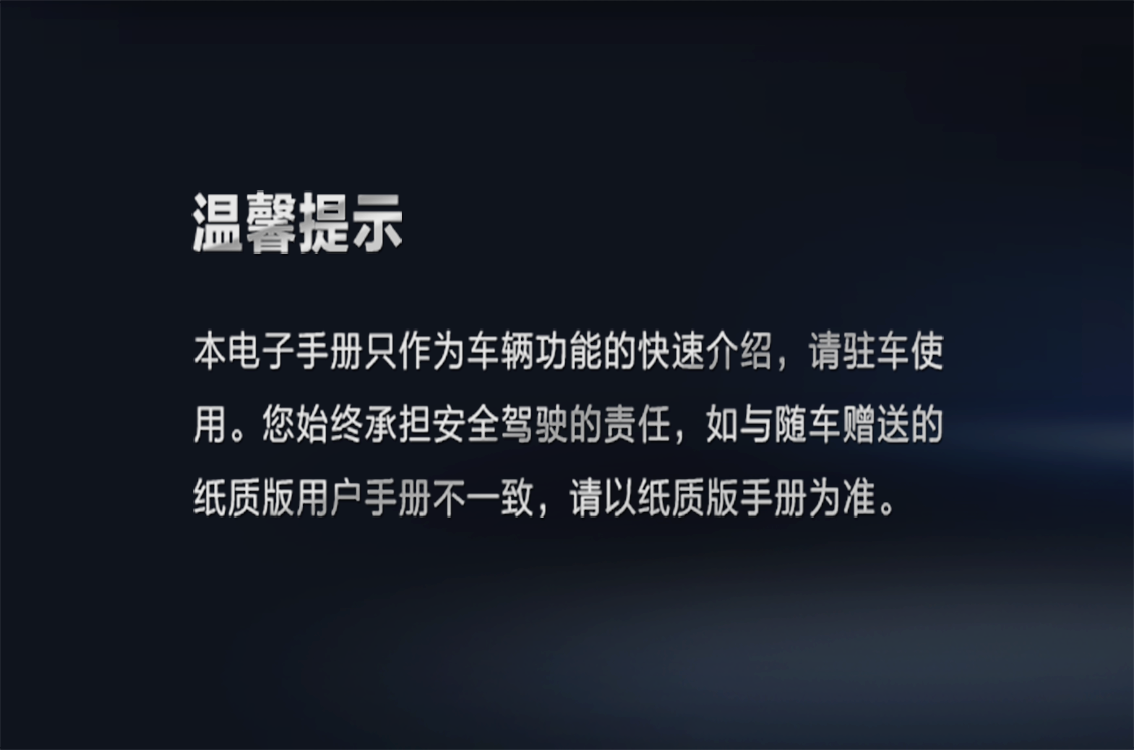 温馨提示
本电子手册只作为车辆功能的快速介绍，请驻车使
用。您始终承担安全驾驶的责任，如与随车赠送的
纸质版用户手册不一致，请以纸质版手册为准。